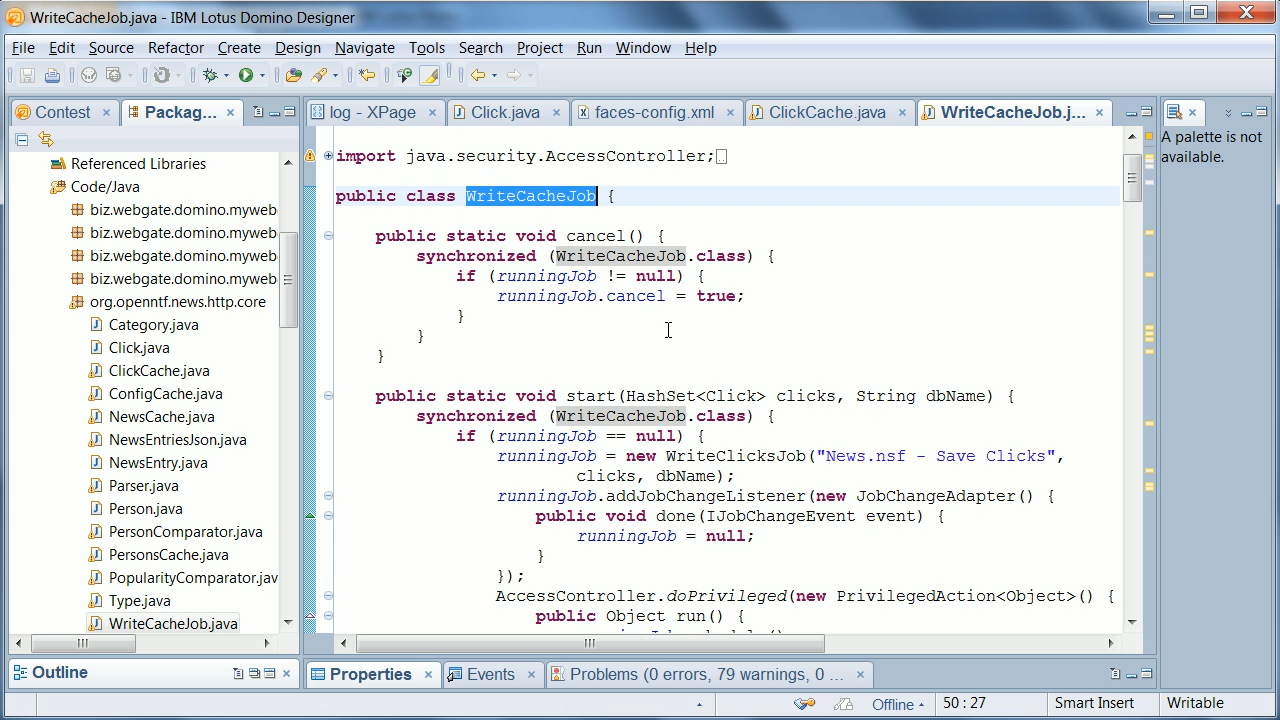 WriteCacheJob.java - IBM Lotus Domino Designer
File Edit Source Refactor Create Design Navigate Tools Search Project Run Window Help
Contest Packag... log - XPage Click.java faces-config.xml ClickCache.java WriteCacheJob.j...
Referenced Libraries
Code/Java
biz.webgate.domino.myweb
biz.webgate.domino.myweb
biz.webgate.domino.myweb
biz.webgate.domino.myweb
org.openntf.news.http.core
Category.java
Click.java
ClickCache.java
ConfigCache.java
NewsCache.java
NewsEntriesJson.java
NewsEntry.java
Parser.java
Person.java
PersonComparator.java
PersonsCache.java
PopularityComparator.jav
Type.java
WriteCacheJob.java
import java.security.AccessController;
public class WriteCacheJob {
public static void cancel() {
synchronized (WriteCacheJob.class) {
if (runningJob != null) {
runningJob.cancel = true;
}
}
}
public static void start(HashSet<Click> clicks, String dbName) {
synchronized (WriteCacheJob.class) {
if (runningJob == null) {
runningJob = new WriteClicksJob("News.nsf - Save Clicks",
clicks, dbName);
runningJob.addJobChangeListener(new JobChangeAdapter() {
public void done(IJobChangeEvent event) {
runningJob = null;
}
});
AccessController.doPrivileged(new PrivilegedAction<Object>() {
public Object run() {
A palette is not
available.
Outline
Properties Events Problems (0 errors, 79 warnings, 0 ...
Offline 50 : 27 Smart Insert Writable